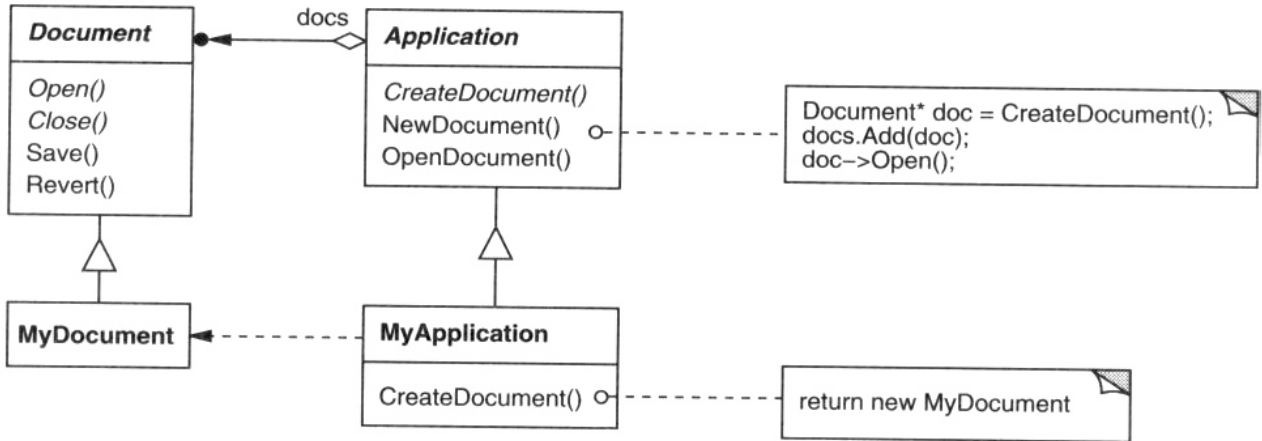 docs
Document
Open()
Close()
Save()
Revert()
Application
CreateDocument()
NewDocument()
OpenDocument()
Document* doc = CreateDocument();
docs.Add(doc);
doc->Open();
MyDocument
MyApplication
CreateDocument()
return new MyDocument